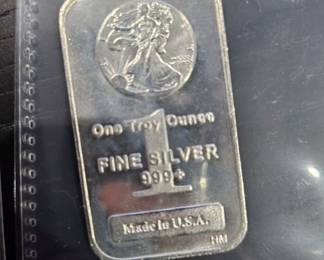 One Troy Ounce
1
FINE SILVER
999+
Made in U.S.A.
HM